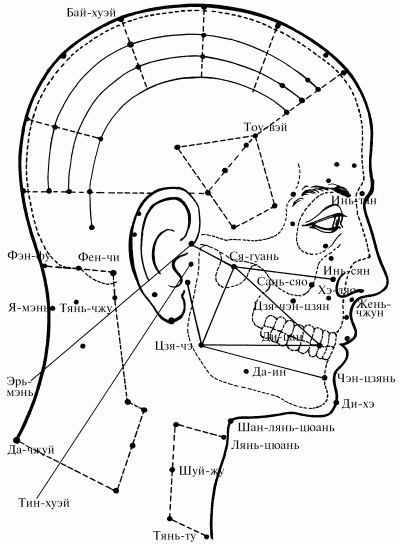 Бай-хуэй
Тоу-вэй
Инь-тан
Фэн-фу
Фен-чи
Ся-гуань
Инь-сян
Сань-сяо
Хэ-ляо
Я-мэнь
Тянь-чжу
Цзя-чэн-цзян
Жень-
чжун
Ди-цан
Цзя-чэ
Эрь-
мэнь
Да-ин
Чэн-цзянь
Ди-хэ
Да-чжуй
Шан-лянь-цюань
Лянь-цюань
Шуй-жу
Тин-хуэй
Тянь-ту